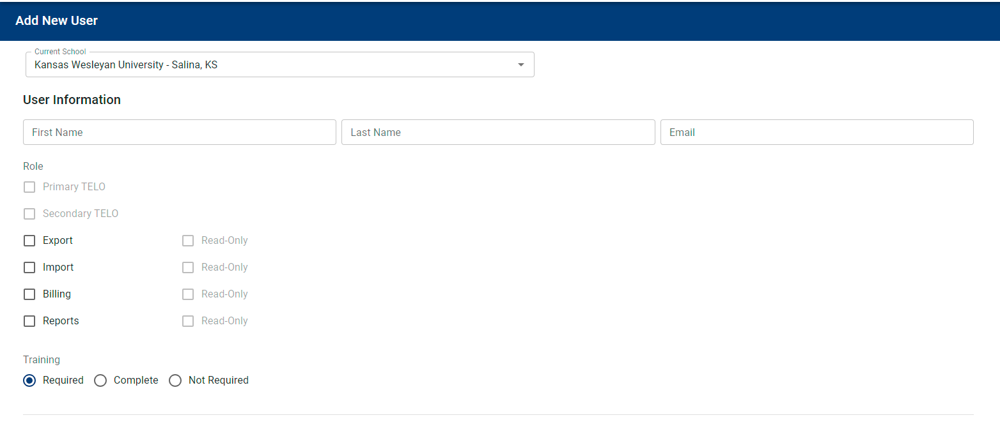 Add New User
Current School
Kansas Wesleyan University - Salina, KS
User Information
First Name Last Name Email
Role
Primary TELO
Secondary TELO
Export Read-Only
Import Read-Only
Billing Read-Only
Reports Read-Only
Training
Required Complete Not Required